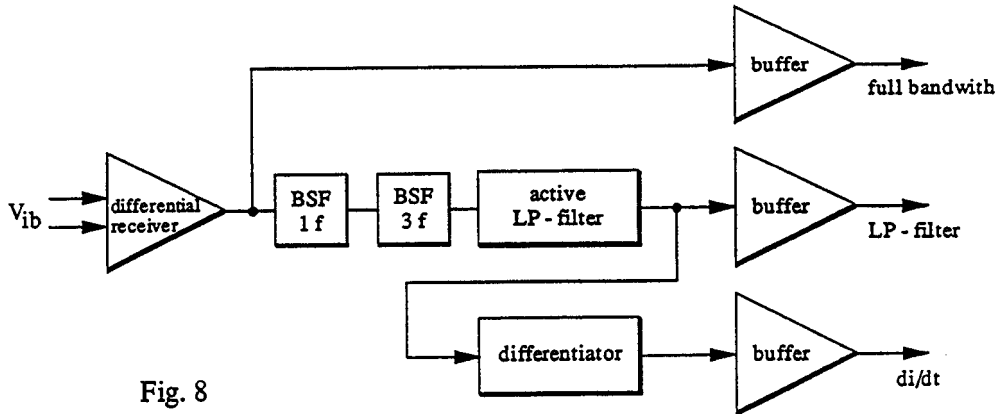 buffer
full bandwith
V_ib
differential
receiver
BSF
1 f
BSF
3 f
active
LP - filter
buffer
LP - filter
differentiator
buffer
di/dt
Fig. 8